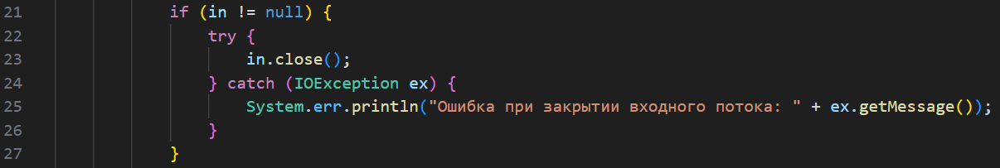 21 if (in != null) {
22 try {
23 in.close();
24 } catch (IOException ex) {
25 System.err.println("Ошибка при закрытии входного потока: " + ex.getMessage());
26 }
27 }